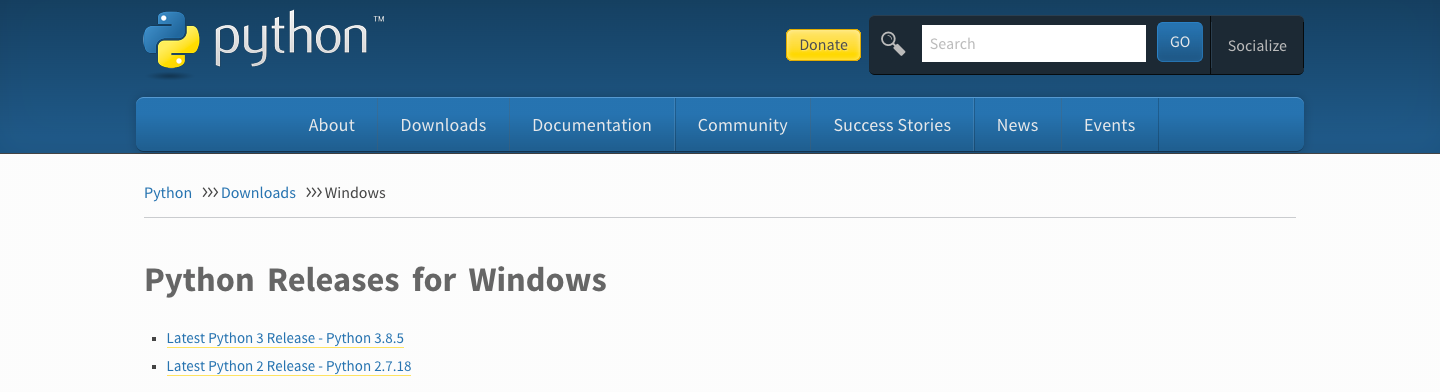 python™
Donate
Search
GO
Socialize
About Downloads Documentation Community Success Stories News Events
Python >>> Downloads >>> Windows
Python Releases for Windows
Latest Python 3 Release - Python 3.8.5
Latest Python 2 Release - Python 2.7.18